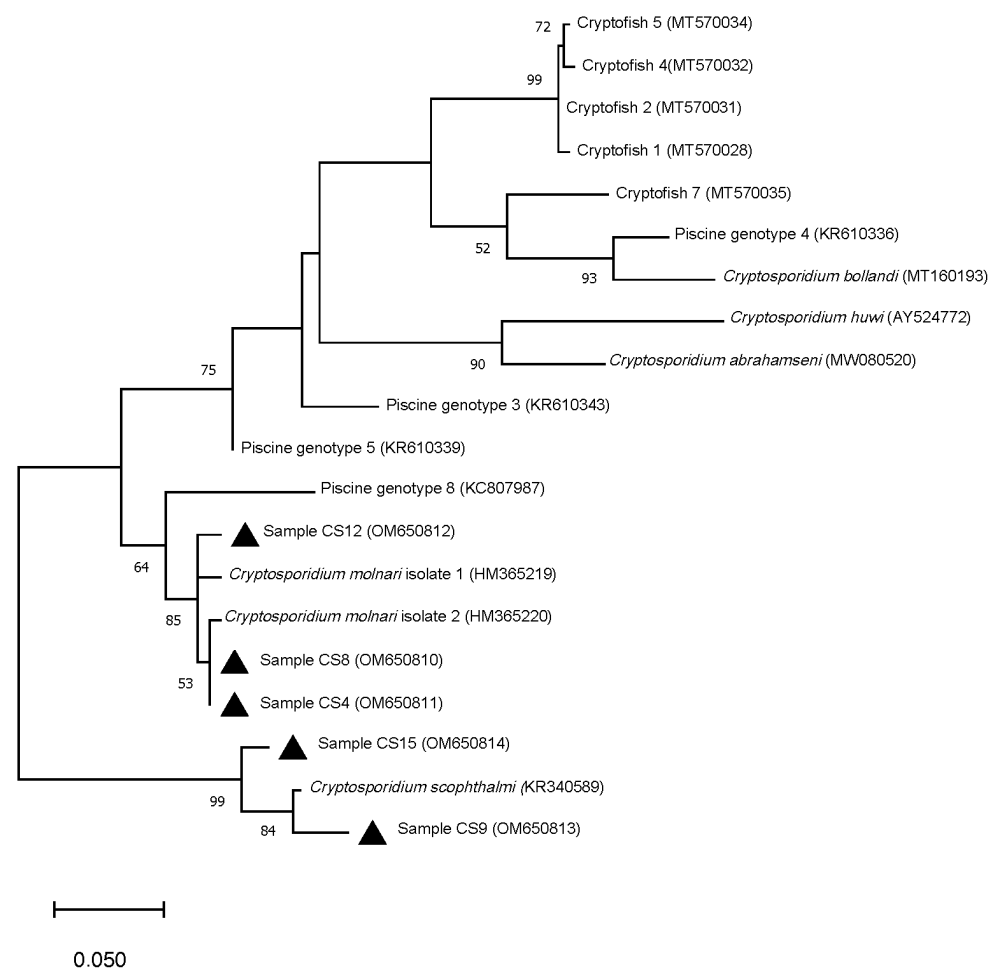 72
Cryptofish 5 (MT570034)
Cryptofish 4(MT570032)
99
Cryptofish 2 (MT570031)
Cryptofish 1 (MT570028)
Cryptofish 7 (MT570035)
52
Piscine genotype 4 (KR610336)
93
Cryptosporidium bollandi (MT160193)
Cryptosporidium huwi (AY524772)
90
Cryptosporidium abrahamseni (MW080520)
75
Piscine genotype 3 (KR610343)
Piscine genotype 5 (KR610339)
Piscine genotype 8 (KC807987)
Sample CS12 (OM650812)
64
Cryptosporidium molnari isolate 1 (HM365219)
85
Cryptosporidium molnari isolate 2 (HM365220)
Sample CS8 (OM650810)
53
Sample CS4 (OM650811)
Sample CS15 (OM650814)
99
Cryptosporidium scophthalmi (KR340589)
84
Sample CS9 (OM650813)
0.050